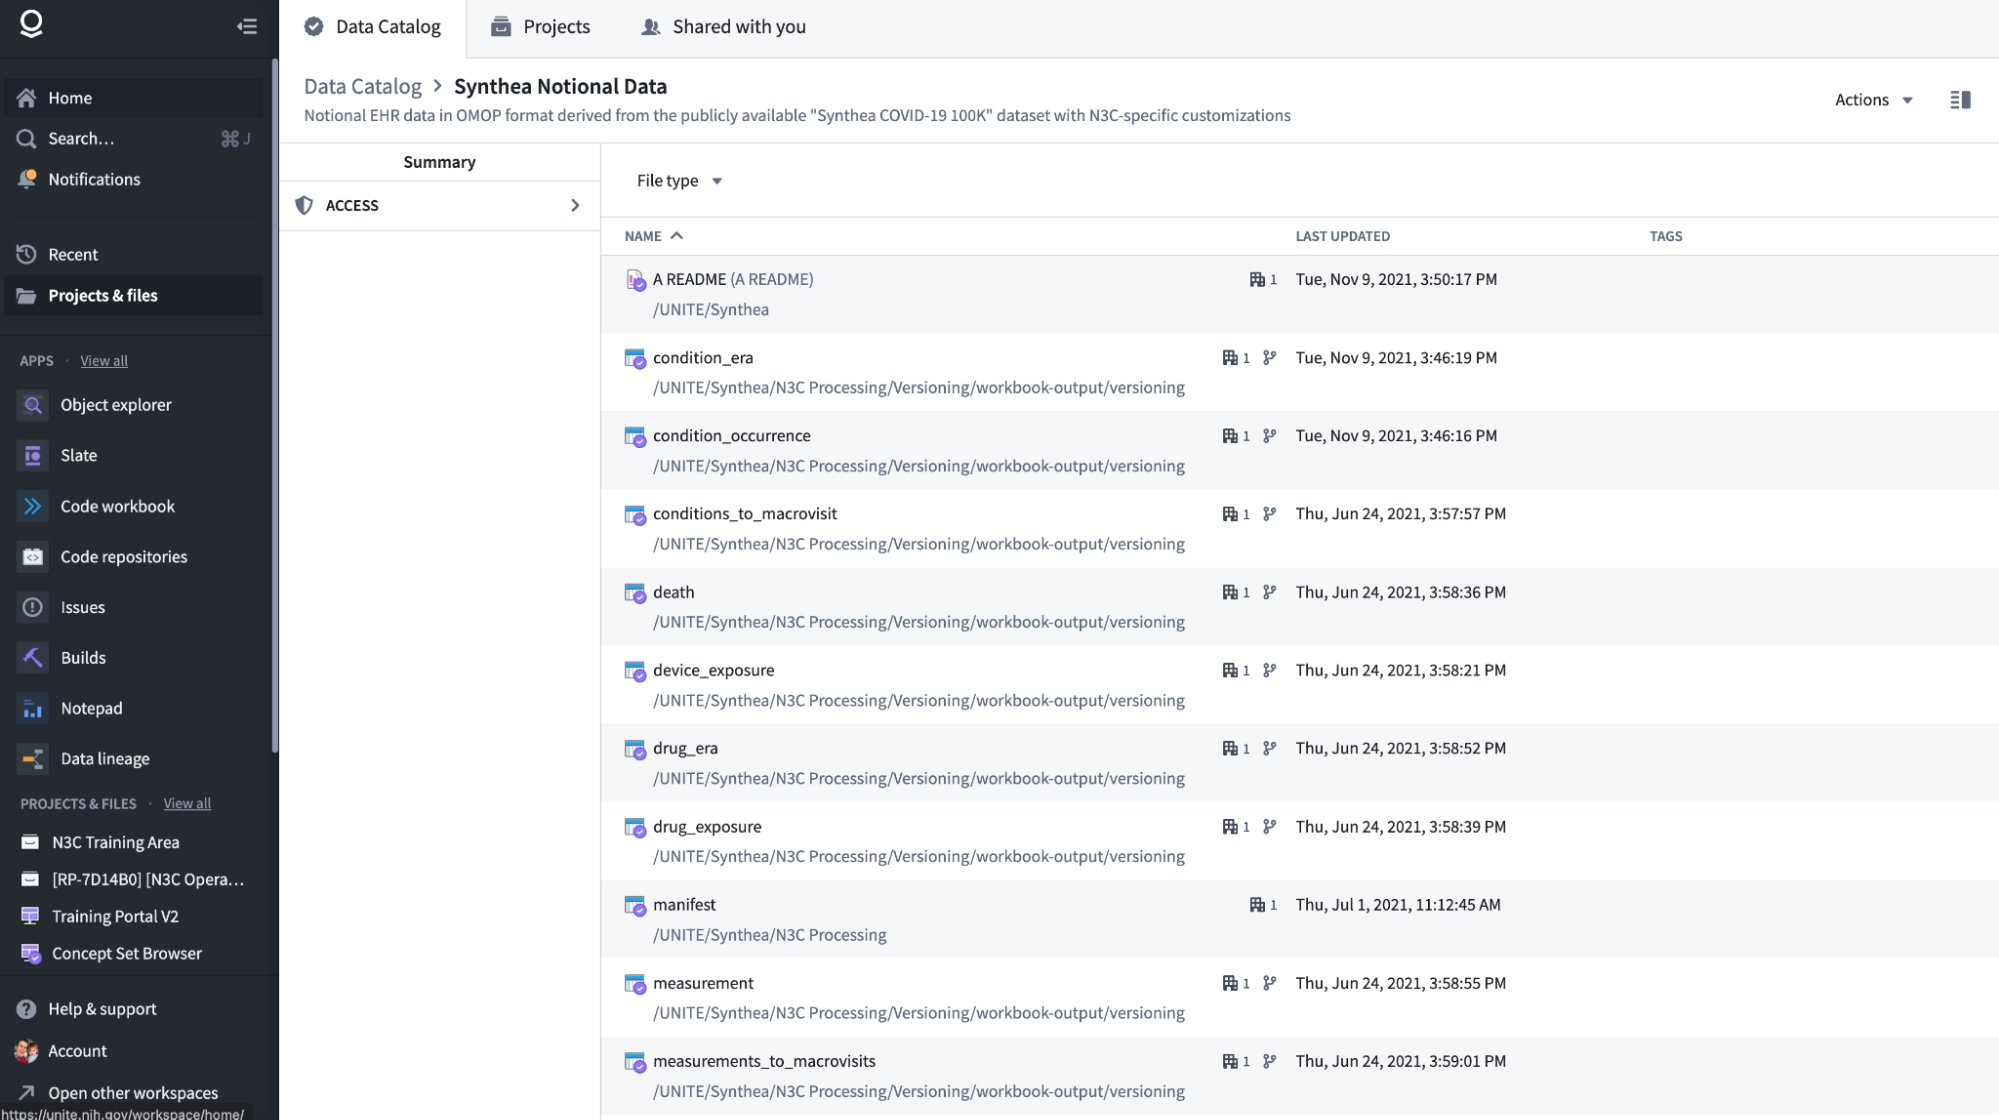 Data Catalog
Projects
Shared with you
Home
Search…
⌘J
Notifications
Recent
Projects & files
APPS · View all
Object explorer
Slate
Code workbook
Code repositories
Issues
Builds
Notepad
Data lineage
PROJECTS & FILES · View all
N3C Training Area
[RP-7D14B0] [N3C Opera…
Training Portal V2
Concept Set Browser
Help & support
Account
Open other workspaces
https://unite.nih.gov/workspace/home/
Data Catalog > Synthea Notional Data
Notional EHR data in OMOP format derived from the publicly available "Synthea COVID-19 100K" dataset with N3C-specific customizations
Actions
Summary
ACCESS
File type
NAME LAST UPDATED TAGS
A README (A README) 1 Tue, Nov 9, 2021, 3:50:17 PM
/UNITE/Synthea
condition_era 1 Tue, Nov 9, 2021, 3:46:19 PM
/UNITE/Synthea/N3C Processing/Versioning/workbook-output/versioning
condition_occurrence 1 Tue, Nov 9, 2021, 3:46:16 PM
/UNITE/Synthea/N3C Processing/Versioning/workbook-output/versioning
conditions_to_macrovisit 1 Thu, Jun 24, 2021, 3:57:57 PM
/UNITE/Synthea/N3C Processing/Versioning/workbook-output/versioning
death 1 Thu, Jun 24, 2021, 3:58:36 PM
/UNITE/Synthea/N3C Processing/Versioning/workbook-output/versioning
device_exposure 1 Thu, Jun 24, 2021, 3:58:21 PM
/UNITE/Synthea/N3C Processing/Versioning/workbook-output/versioning
drug_era 1 Thu, Jun 24, 2021, 3:58:52 PM
/UNITE/Synthea/N3C Processing/Versioning/workbook-output/versioning
drug_exposure 1 Thu, Jun 24, 2021, 3:58:39 PM
/UNITE/Synthea/N3C Processing/Versioning/workbook-output/versioning
manifest 1 Thu, Jul 1, 2021, 11:12:45 AM
/UNITE/Synthea/N3C Processing
measurement 1 Thu, Jun 24, 2021, 3:58:55 PM
/UNITE/Synthea/N3C Processing/Versioning/workbook-output/versioning
measurements_to_macrovisits 1 Thu, Jun 24, 2021, 3:59:01 PM
/UNITE/Synthea/N3C Processing/Versioning/workbook-output/versioning